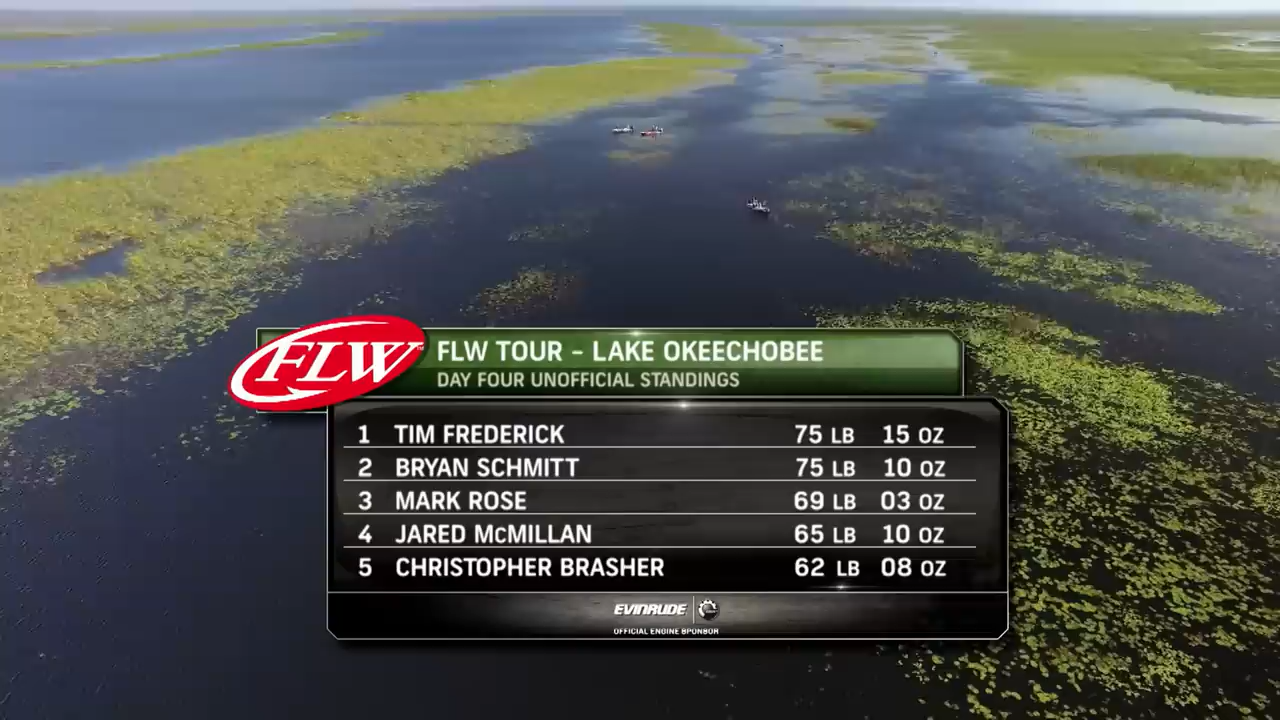 FLW
FLW TOUR - LAKE OKEECHOBEE
DAY FOUR UNOFFICIAL STANDINGS
1 TIM FREDERICK 75 LB 15 OZ
2 BRYAN SCHMITT 75 LB 10 OZ
3 MARK ROSE 69 LB 03 OZ
4 JARED McMILLAN 65 LB 10 OZ
5 CHRISTOPHER BRASHER 62 LB 08 OZ
EVINRUDE
OFFICIAL ENGINE SPONSOR